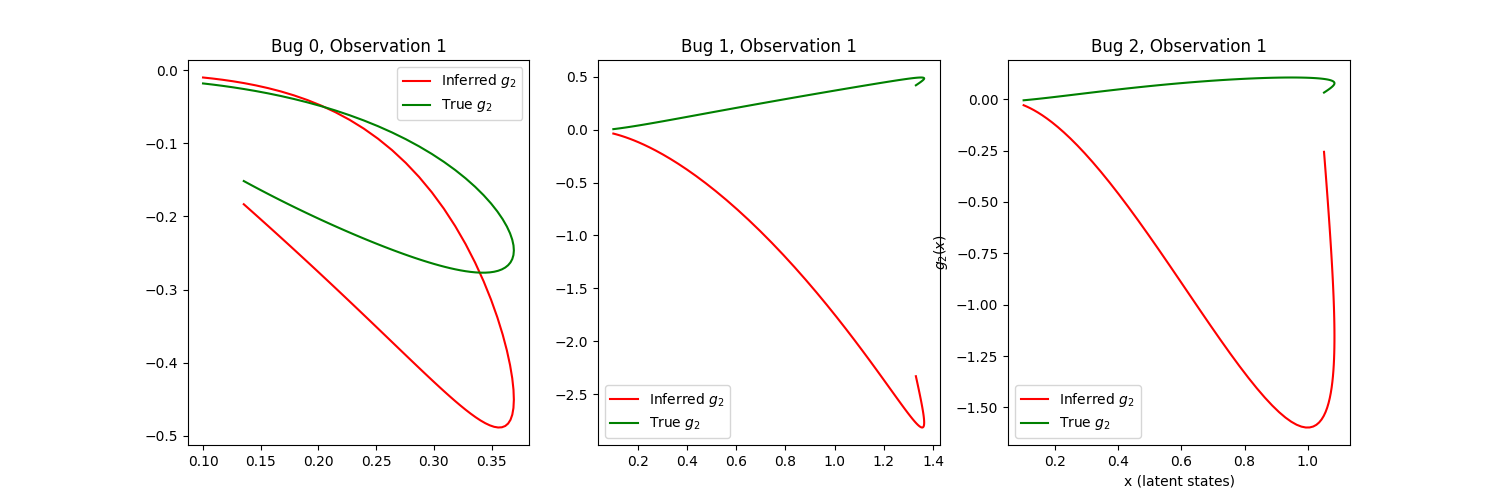 Bug 0, Observation 1
0.0
−0.1
−0.2
−0.3
−0.4
−0.5
0.10 0.15 0.20 0.25 0.30 0.35
Inferred g₂
True g₂
Bug 1, Observation 1
0.5
0.0
−0.5
−1.0
−1.5
−2.0
−2.5
0.2 0.4 0.6 0.8 1.0 1.2 1.4
Inferred g₂
True g₂
Bug 2, Observation 1
g₂(x)
0.00
−0.25
−0.50
−0.75
−1.00
−1.25
−1.50
0.2 0.4 0.6 0.8 1.0
x (latent states)
Inferred g₂
True g₂